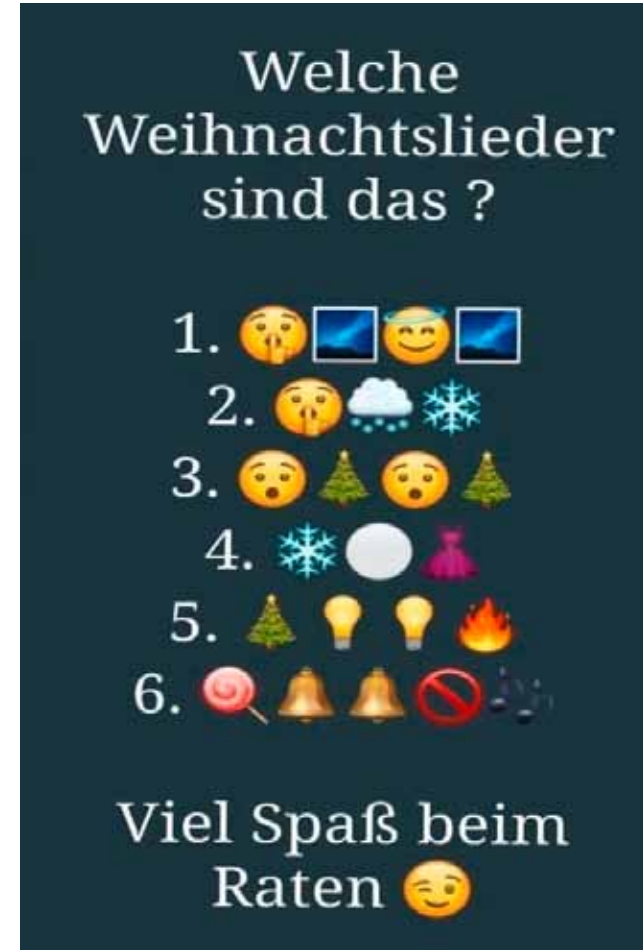 Welche
Weihnachtslieder
sind das ?
1. 🤫🌌😇🌌
2. 🤫🌨️❄️
3. 😯🎄😯🎄
4. ❄️⚪👗
5. 🎄💡💡🔥
6. 🍭🔔🔔🚫🎶
Viel Spaß beim
Raten 😉